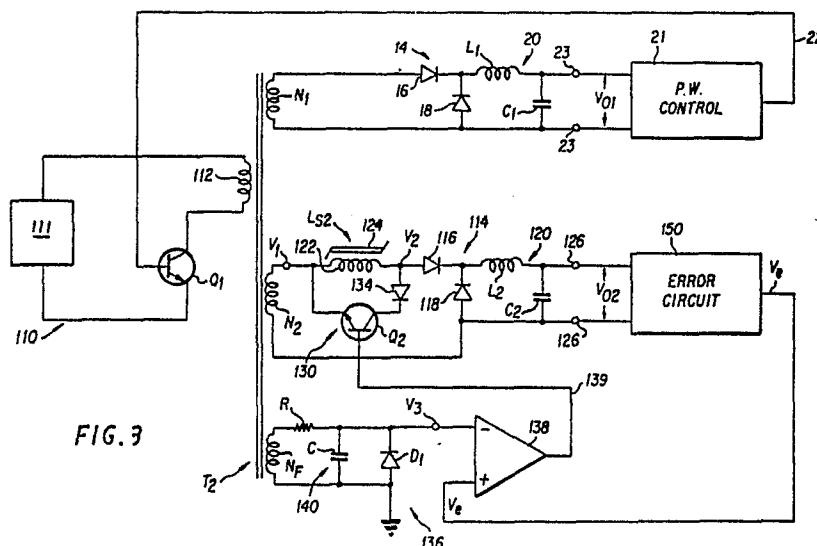 14
L1
20
21
22
16
N1
18
C1
23
V01
23
P.W.
CONTROL
112
111
Q1
110
LS2
124
V1
122
V2
116
114
120
126
150
134
N2
118
L2
C2
V02
ERROR
CIRCUIT
Ve
130
Q2
126
139
R
V3
138
FIG. 3
NF
C
D1
−
+
T2
140
Ve
136